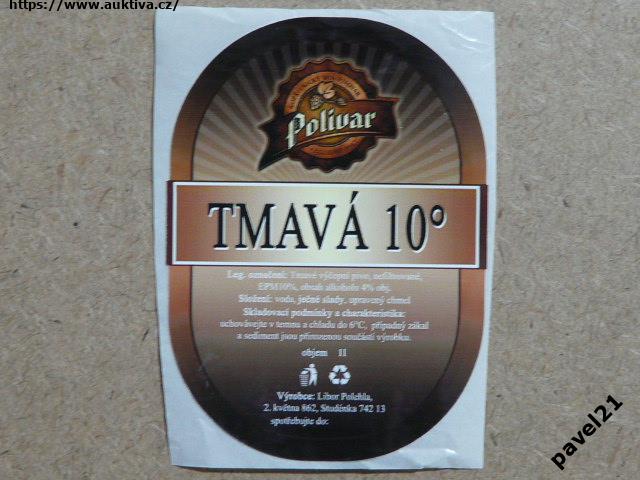 https://www.auktiva.cz/
Polivar
TMAVÁ 10°
Leg. označení: Tmavé výčepní pivo, nefiltrované,
EPM10%, obsah alkoholu 4% obj.
Složení: voda, ječné slady, upravený chmel
Skladovací podmínky a charakteristika:
uchovávejte v temnu a chladu do 6°C, případný zákal
a sediment jsou přirozenou součástí výrobku.
objem 1l
Výrobce: Libor Polehla,
2. května 862, Studénka 742 13
spotřebujte do:
pavel21